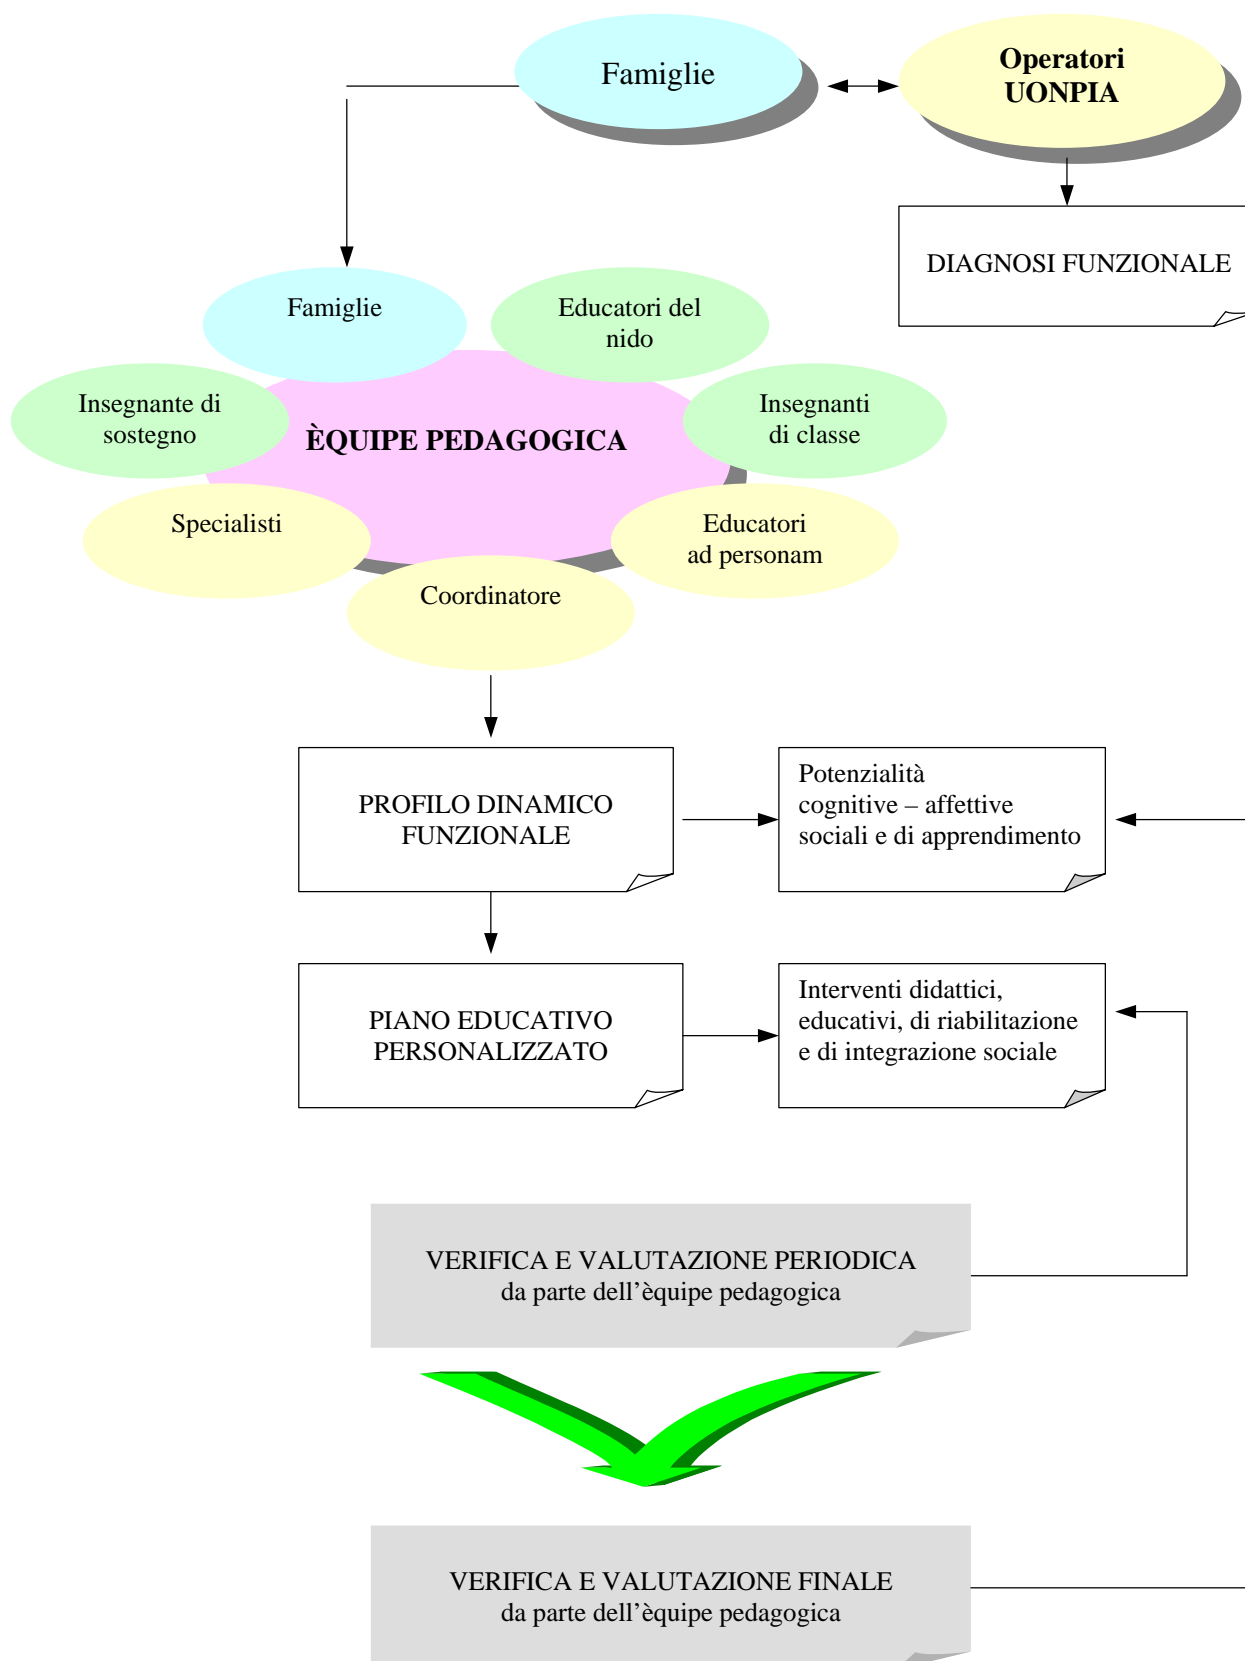 Famiglie
Operatori
UONPIA
DIAGNOSI FUNZIONALE
Famiglie
Educatori del
nido
Insegnante di
sostegno
ÈQUIPE PEDAGOGICA
Insegnanti
di classe
Specialisti
Educatori
ad personam
Coordinatore
PROFILO DINAMICO
FUNZIONALE
Potenzialità
cognitive – affettive
sociali e di apprendimento
PIANO EDUCATIVO
PERSONALIZZATO
Interventi didattici,
educativi, di riabilitazione
e di integrazione sociale
VERIFICA E VALUTAZIONE PERIODICA
da parte dell’èquipe pedagogica
VERIFICA E VALUTAZIONE FINALE
da parte dell’èquipe pedagogica